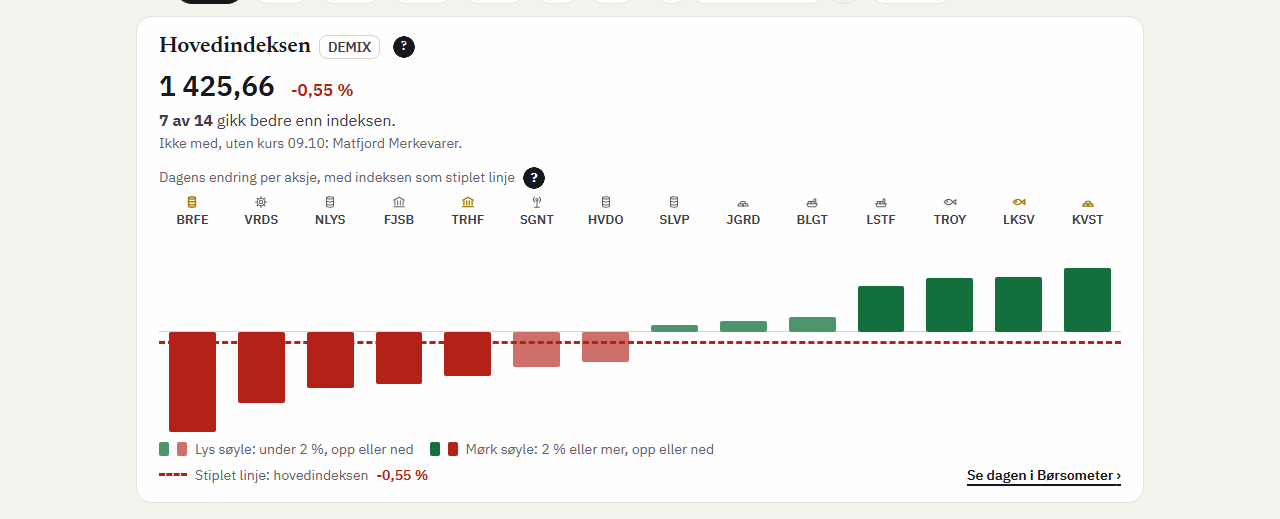 Hovedindeksen DEMIX ?
1 425,66 -0,55 %
7 av 14 gikk bedre enn indeksen.
Ikke med, uten kurs 09.10: Matfjord Merkevarer.
Dagens endring per aksje, med indeksen som stiplet linje ?
BRFE VRDS NLYS FJSB TRHF SGNT HVDO SLVP JGRD BLGT LSTF TROY LKSV KVST
Lys søyle: under 2 %, opp eller ned Mørk søyle: 2 % eller mer, opp eller ned
Stiplet linje: hovedindeksen -0,55 % Se dagen i Børsometer ›